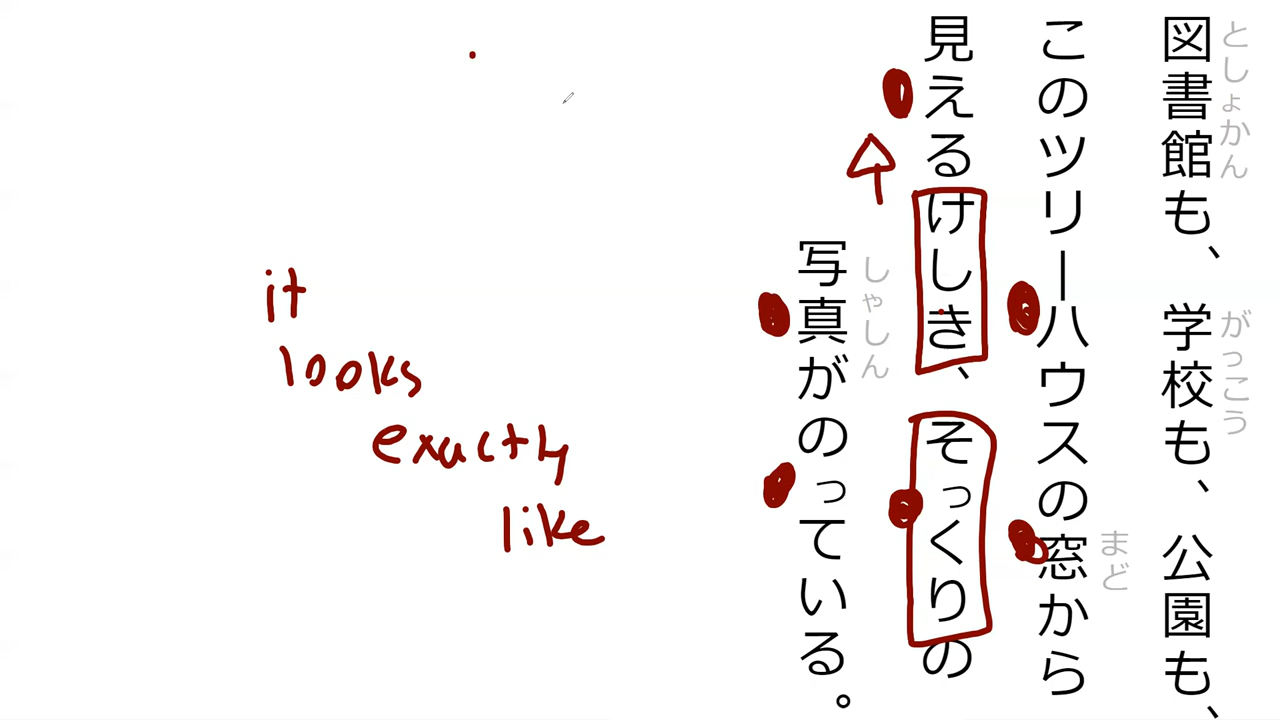 図書館も、学校も、公園も、
としょかん がっこう
このツリーハウスの窓から
まど
見えるけしき、そっくりの
写真がのっている。
しゃしん
it
looks
exactly
like